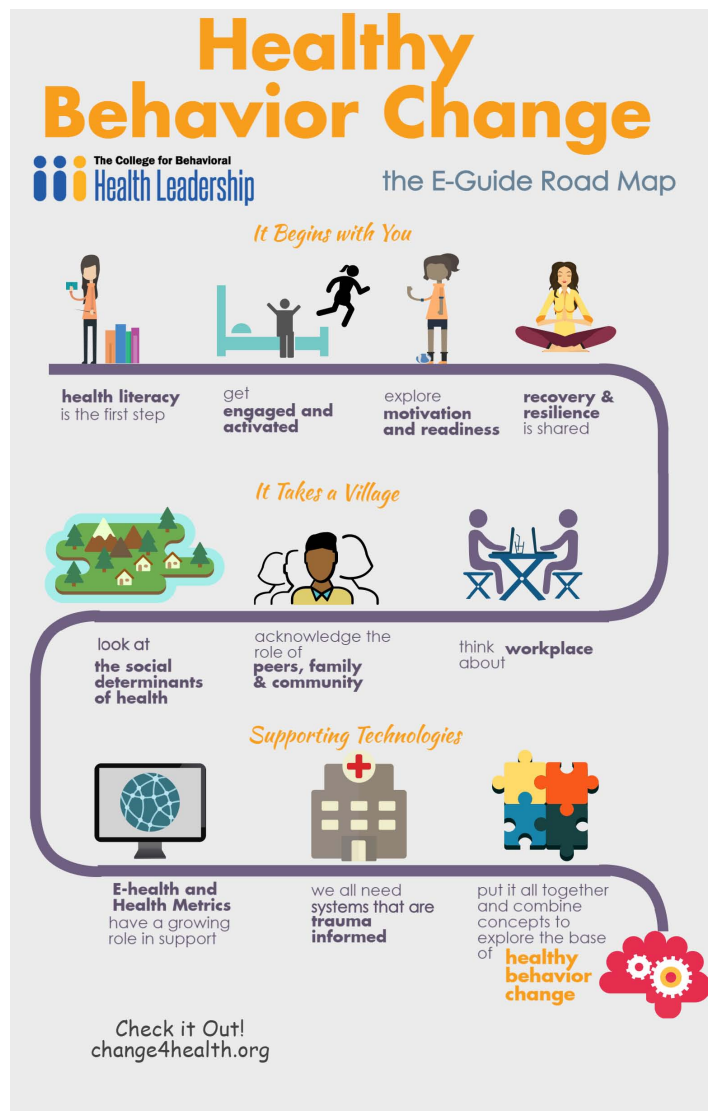 Healthy
Behavior Change
The College for Behavioral
Health Leadership
the E-Guide Road Map
It Begins with You
health literacy
is the first step
get
engaged and
activated
explore
motivation
and readiness
recovery &
resilience
is shared
It Takes a Village
look at
the social
determinants
of health
acknowledge the
role of
peers, family
& community
think workplace
about
Supporting Technologies
E-health and
Health Metrics
have a growing
role in support
we all need
systems that are
trauma
informed
put it all together
and combine
concepts to
explore the base
of healthy
behavior
change
Check it Out!
change4health.org